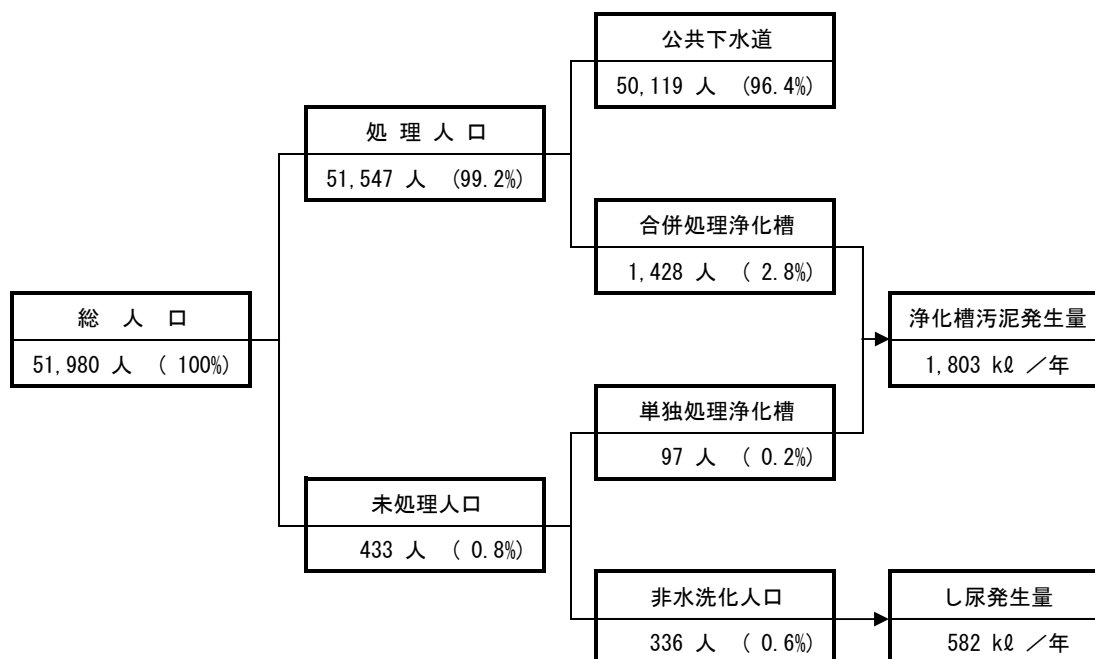 公共下水道
50,119 人 (96.4%)
処 理 人 口
51,547 人 (99.2%)
合併処理浄化槽
1,428 人 ( 2.8%)
総 人 口
51,980 人 ( 100%)
浄化槽汚泥発生量
1,803 kℓ /年
単独処理浄化槽
97 人 ( 0.2%)
未処理人口
433 人 ( 0.8%)
非水洗化人口
336 人 ( 0.6%)
し尿発生量
582 kℓ /年